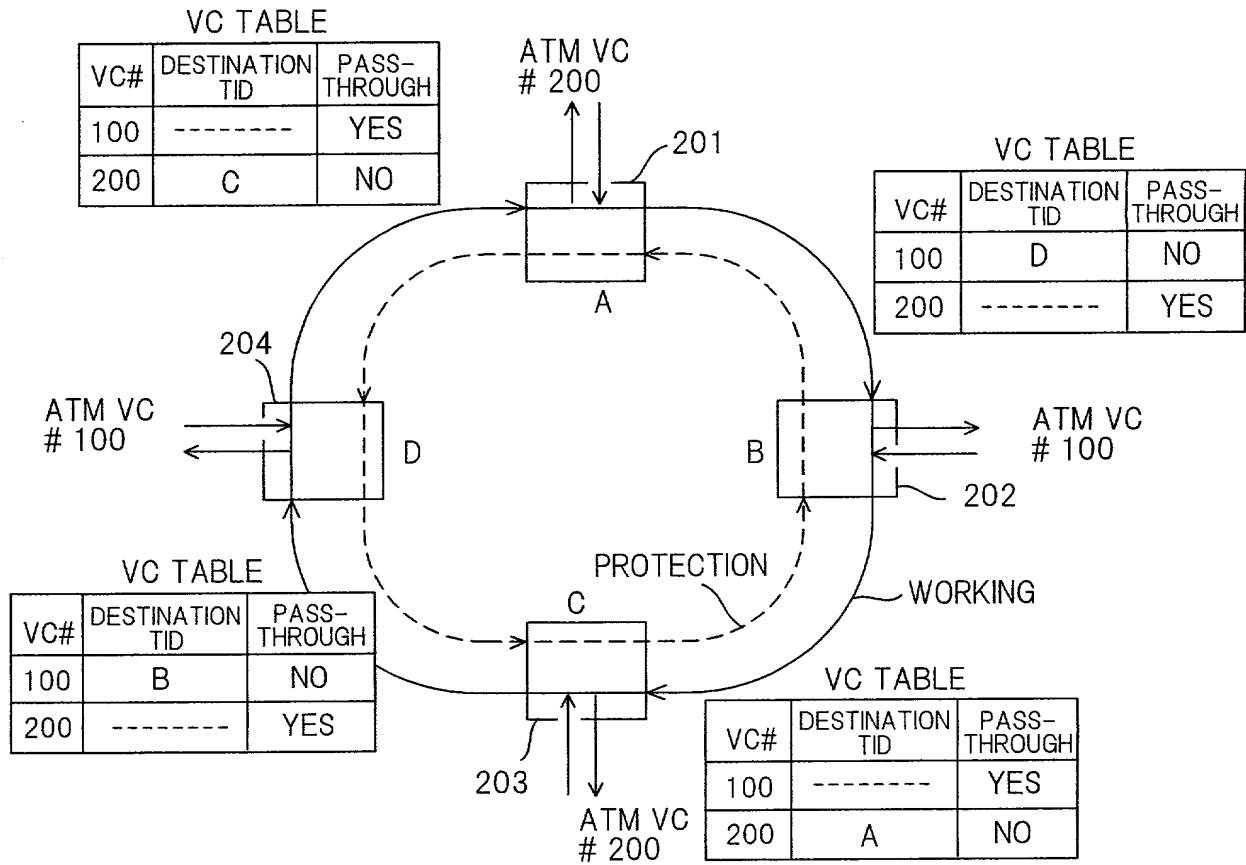 VC TABLE
VC# DESTINATION TID PASS-THROUGH
100 -------- YES
200 C NO
ATM VC
# 200
201
VC TABLE
VC# DESTINATION TID PASS-THROUGH
100 D NO
200 -------- YES
A
204
ATM VC
# 100
D
B
ATM VC
# 100
202
PROTECTION
WORKING
VC TABLE
VC# DESTINATION TID PASS-THROUGH
100 B NO
200 -------- YES
C
203
ATM VC
# 200
VC TABLE
VC# DESTINATION TID PASS-THROUGH
100 -------- YES
200 A NO